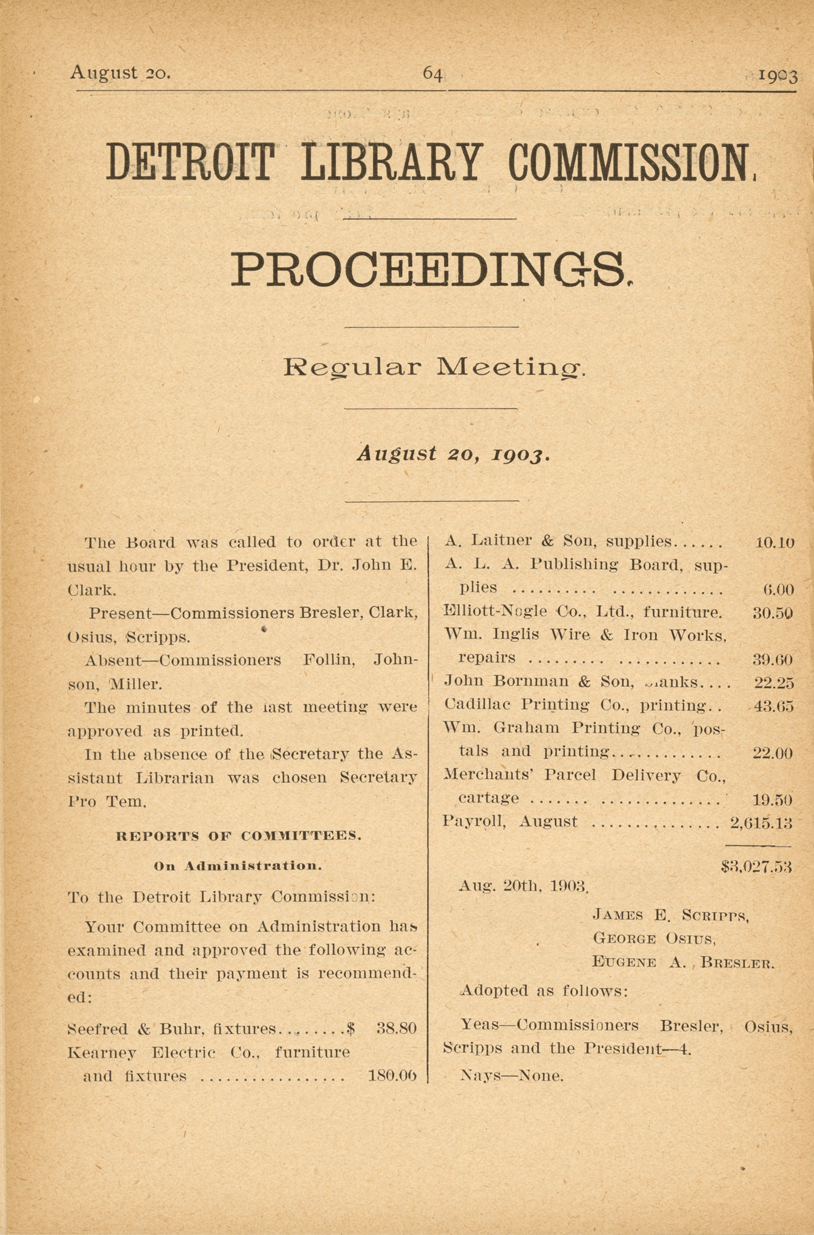 August 20.
64
1903
DETROIT LIBRARY COMMISSION.
PROCEEDINGS.
Regular Meeting.
August 20, 1903.
The Board was called to order at the
usual hour by the President, Dr. John E.
Clark.
Present—Commissioners Bresler, Clark,
Osius, Scripps.
Absent—Commissioners Follin, John-
son, Miller.
The minutes of the last meeting were
approved as printed.
In the absence of the Secretary the As-
sistant Librarian was chosen Secretary
Pro Tem.
REPORTS OF COMMITTEES.
On Administration.
To the Detroit Library Commission:
Your Committee on Administration has
examined and approved the following ac-
counts and their payment is recommend-
ed:
Seefred & Buhr, fixtures.........$ 38.80
Kearney Electric Co., furniture
and fixtures ................. 180.00
A. Laitner & Son, supplies...... 10.10
A. L. A. Publishing Board, sup-
plies ........................ 6.00
Elliott-Nogle Co., Ltd., furniture. 30.50
Wm. Inglis Wire & Iron Works,
repairs ...................... 39.60
John Bornman & Son, .... 22.25
Cadillac Printing Co., printing.. 43.65
Wm. Graham Printing Co., pos-
tals and printing............. 22.00
Merchants' Parcel Delivery Co.,
cartage ...................... 19.50
Payroll, August ............... 2,615.13
$3,027.53
Aug. 20th, 1903.
JAMES E. SCRIPPS,
GEORGE OSIUS,
EUGENE A. BRESLER.
Adopted as follows:
Yeas—Commissioners Bresler, Osius,
Scripps and the President—4.
Nays—None.